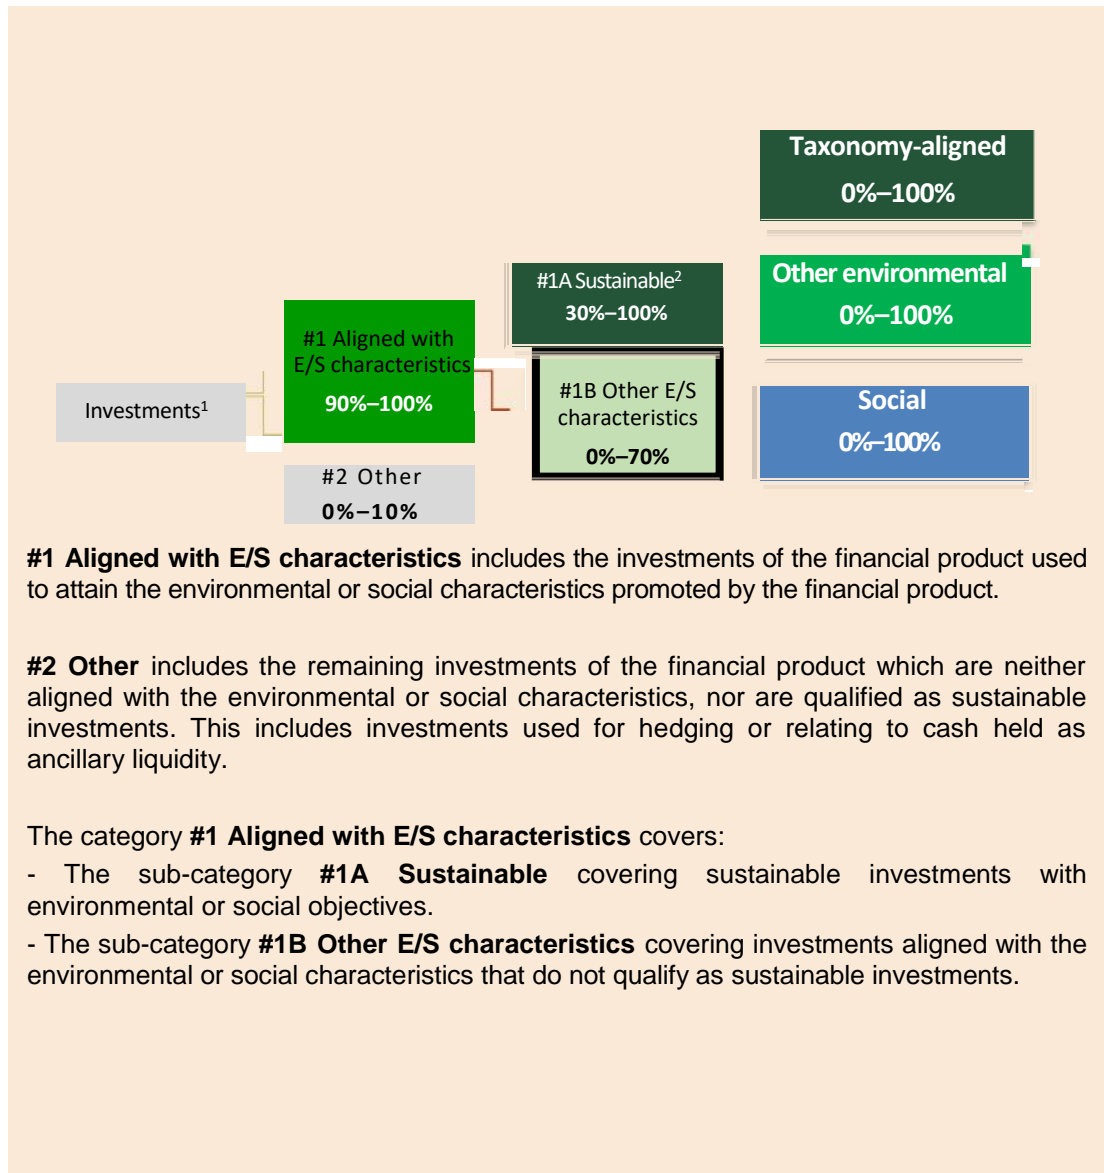 Taxonomy-aligned
0%–100%
Other environmental
0%–100%
Social
0%–100%
#1A Sustainable2
30%–100%
#1B Other E/S
characteristics
0%–70%
#1 Aligned with
E/S characteristics
90%–100%
Investments1
#2 Other
0%–10%
#1 Aligned with E/S characteristics includes the investments of the financial product used
to attain the environmental or social characteristics promoted by the financial product.
#2 Other includes the remaining investments of the financial product which are neither
aligned with the environmental or social characteristics, nor are qualified as sustainable
investments. This includes investments used for hedging or relating to cash held as
ancillary liquidity.
The category #1 Aligned with E/S characteristics covers:
- The sub-category #1A Sustainable covering sustainable investments with
environmental or social objectives.
- The sub-category #1B Other E/S characteristics covering investments aligned with the
environmental or social characteristics that do not qualify as sustainable investments.